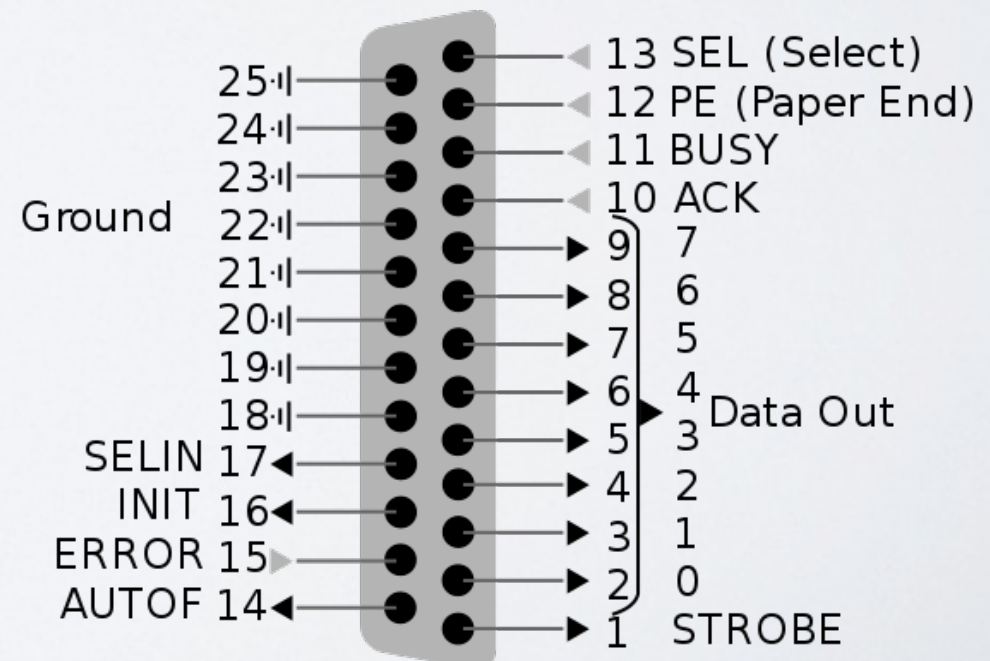 13 SEL (Select)
25
12 PE (Paper End)
24
11 BUSY
23
10 ACK
Ground
22
9 7
21
8 6
20
7 5
19
6 4
Data Out
18
5 3
SELIN 17
4 2
INIT 16
3 1
ERROR 15
2 0
AUTOF 14
1 STROBE